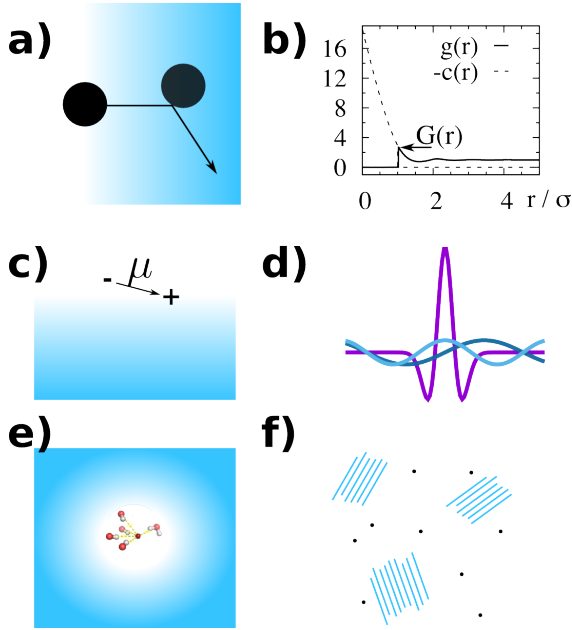 a)
b)
16
12
8
4
0
g(r)
-c(r)
G(r)
0
2
4
r / σ
c)
- μ +
d)
e)
f)